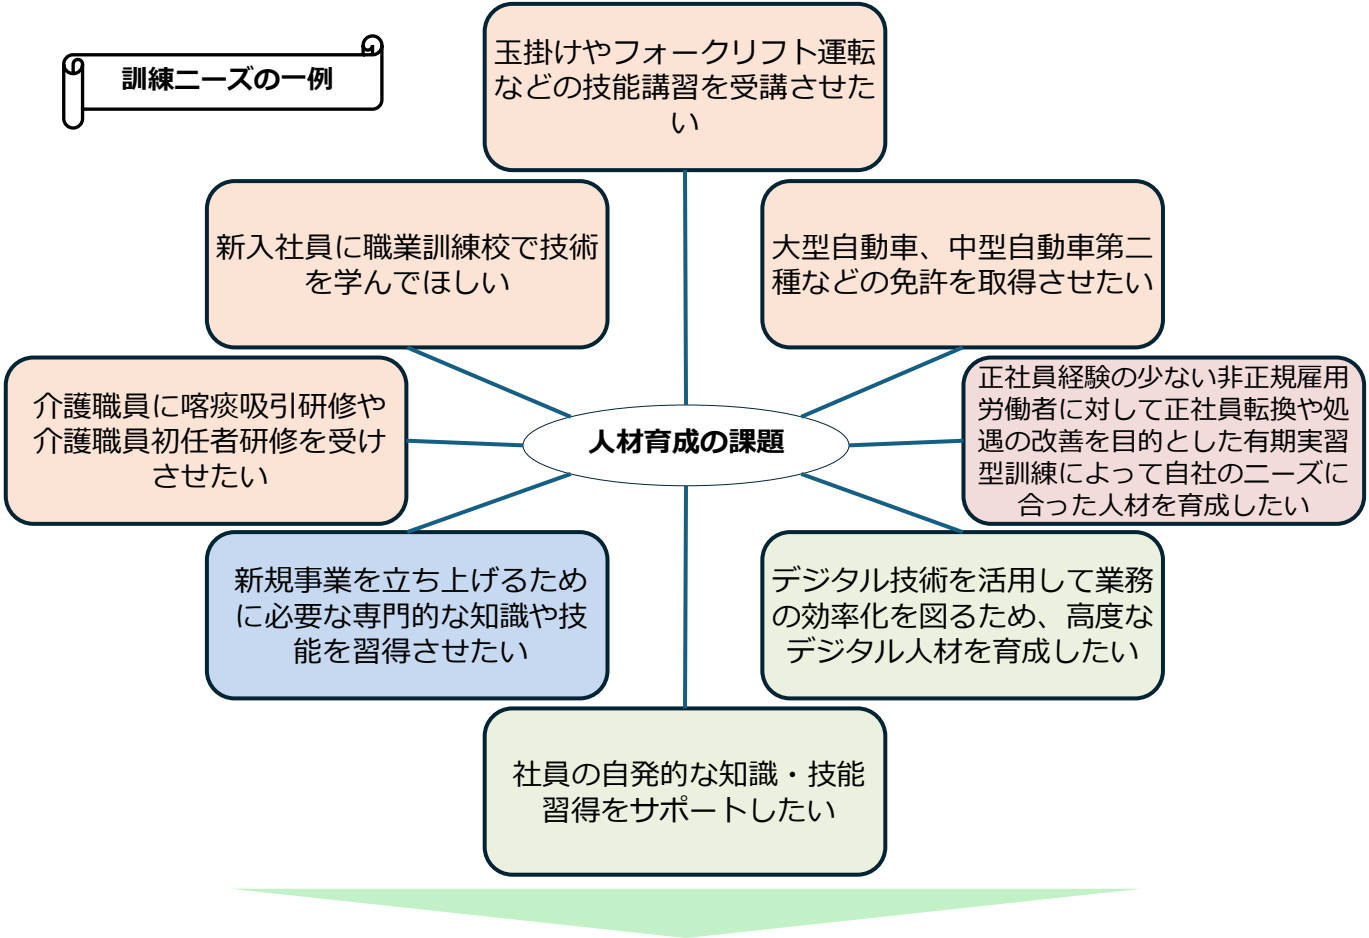 訓練ニーズの一例
玉掛けやフォークリフト運転
などの技能講習を受講させた
い
新入社員に職業訓練校で技術
を学んでほしい
大型自動車、中型自動車第二
種などの免許を取得させたい
介護職員に喀痰吸引研修や
介護職員初任者研修を受け
させたい
人材育成の課題
正社員経験の少ない非正規雇用
労働者に対して正社員転換や処
遇の改善を目的とした有期実習
型訓練によって自社のニーズに
合った人材を育成したい
新規事業を立ち上げるため
に必要な専門的な知識や技
能を習得させたい
デジタル技術を活用して業務
の効率化を図るため、高度な
デジタル人材を育成したい
社員の自発的な知識・技能
習得をサポートしたい